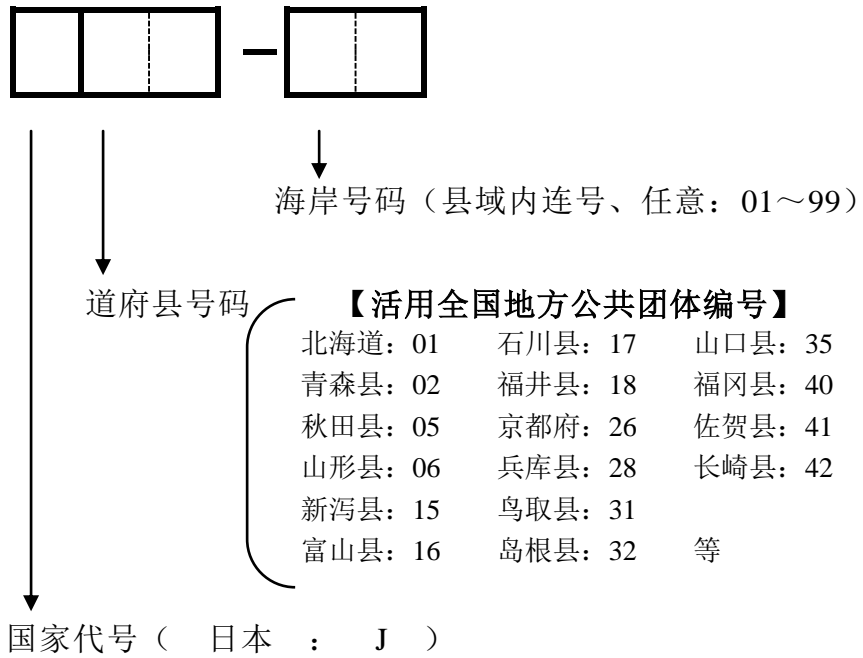 海岸号码（县域内连号、任意：01～99）
道府县号码 【活用全国地方公共团体编号】
北海道：01 石川县：17 山口县：35
青森县：02 福井县：18 福冈县：40
秋田县：05 京都府：26 佐贺县：41
山形县：06 兵库县：28 长崎县：42
新泻县：15 鸟取县：31
富山县：16 岛根县：32 等
国家代号（ 日本 ： J ）